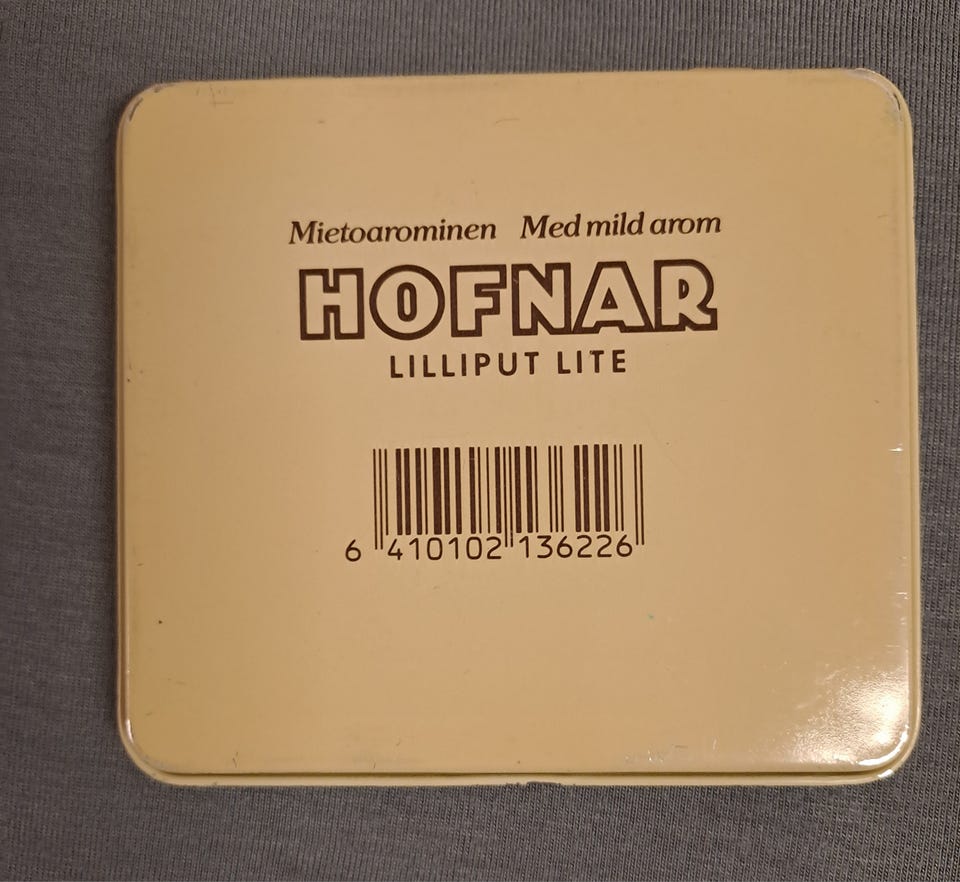 Mietoarominen Med mild arom
HOFNAR
LILLIPUT LITE
6 410102 136226